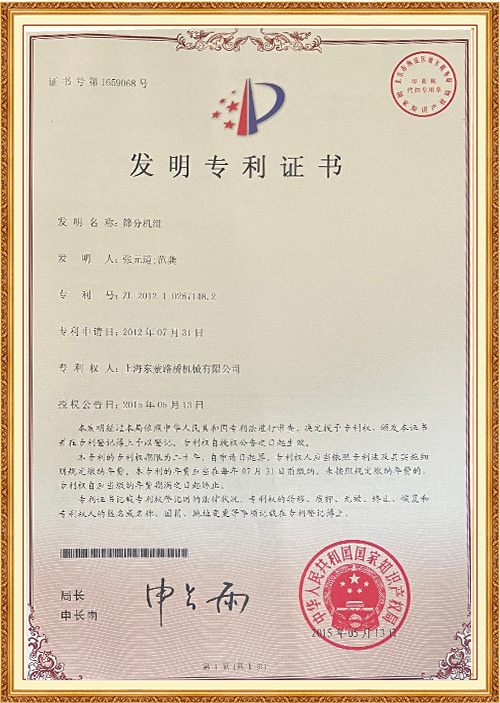 证书号第1659068号
发明专利证书
发 明 名 称：筛分机组
发 明 人：张元道;范龚
专 利 号：ZL 2012 1 0267148.2
专利申请日：2012年07月31日
专 利 权 人：上海东蒙路桥机械有限公司
授权公告日：2015年05月13日
本发明经过本局依照中华人民共和国专利法进行审查，决定授予专利权，颁发本证书
并在专利登记簿上予以登记。专利权自授权公告之日起生效。
本专利的专利权期限为二十年，自申请日起算。专利权人应当依照专利法及其实施细
则规定缴纳年费。本专利的年费应当在每年07月31日前缴纳。未按照规定缴纳年费的，
专利权自应当缴纳年费期满之日起终止。
专利证书记载专利权登记时的法律状况。专利权的转移、质押、无效、终止、恢复和
专利权人的姓名或名称、国籍、地址变更等事项记载在专利登记簿上。
局长
申长雨
申长雨
中华人民共和国国家知识产权局
2015年05月13日
第 1 页 (共 1 页)